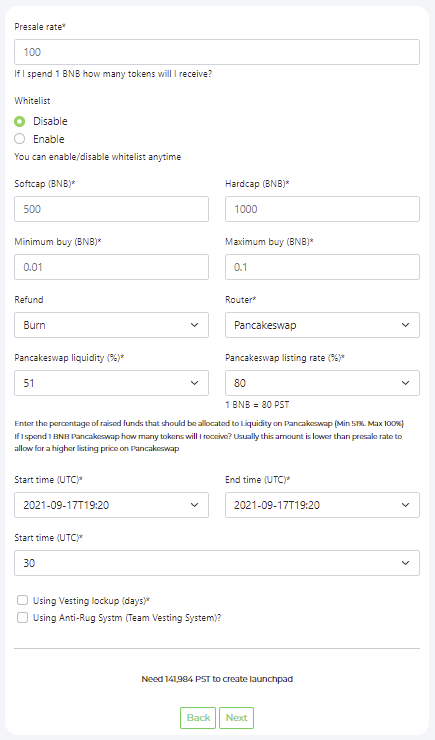 Presale rate*
100
If I spend 1 BNB how many tokens will I receive?
Whitelist
Disable
Enable
You can enable/disable whitelist anytime
Softcap (BNB)* Hardcap (BNB)*
500 1000
Minimum buy (BNB)* Maximum buy (BNB)*
0.01 0.1
Refund Router*
Burn Pancakeswap
Pancakeswap liquidity (%)* Pancakeswap listing rate (%)*
51 80
1 BNB = 80 PST
Enter the percentage of raised funds that should be allocated to Liquidity on Pancakeswap (Min 51%. Max 100%)
If I spend 1 BNB Pancakeswap how many tokens will I receive? Usually this amount is lower than presale rate to
allow for a higher listing price on Pancakeswap
Start time (UTC)* End time (UTC)*
2021-09-17T19:20 2021-09-17T19:20
Start time (UTC)*
30
Using Vesting lockup (days)*
Using Anti-Rug Systm (Team Vesting System)?
Need 141,984 PST to create launchpad
Back Next